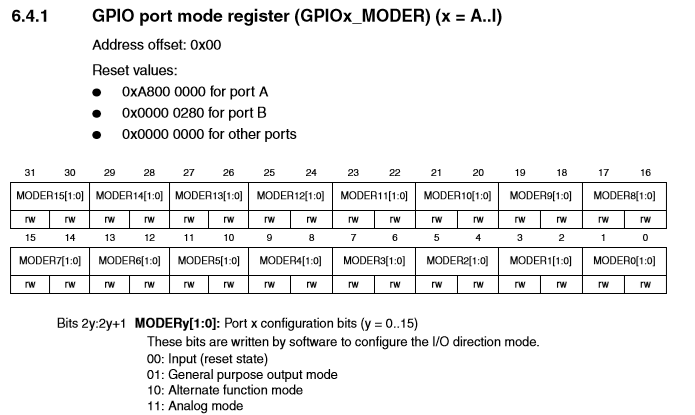 6.4.1 GPIO port mode register (GPIOx_MODER) (x = A..I)
Address offset: 0x00
Reset values:
● 0xA800 0000 for port A
● 0x0000 0280 for port B
● 0x0000 0000 for other ports
31 30 29 28 27 26 25 24 23 22 21 20 19 18 17 16
MODER15[1:0] MODER14[1:0] MODER13[1:0] MODER12[1:0] MODER11[1:0] MODER10[1:0] MODER9[1:0] MODER8[1:0]
rw rw rw rw rw rw rw rw rw rw rw rw rw rw rw rw
15 14 13 12 11 10 9 8 7 6 5 4 3 2 1 0
MODER7[1:0] MODER6[1:0] MODER5[1:0] MODER4[1:0] MODER3[1:0] MODER2[1:0] MODER1[1:0] MODER0[1:0]
rw rw rw rw rw rw rw rw rw rw rw rw rw rw rw rw
Bits 2y:2y+1 MODERy[1:0]: Port x configuration bits (y = 0..15)
These bits are written by software to configure the I/O direction mode.
00: Input (reset state)
01: General purpose output mode
10: Alternate function mode
11: Analog mode